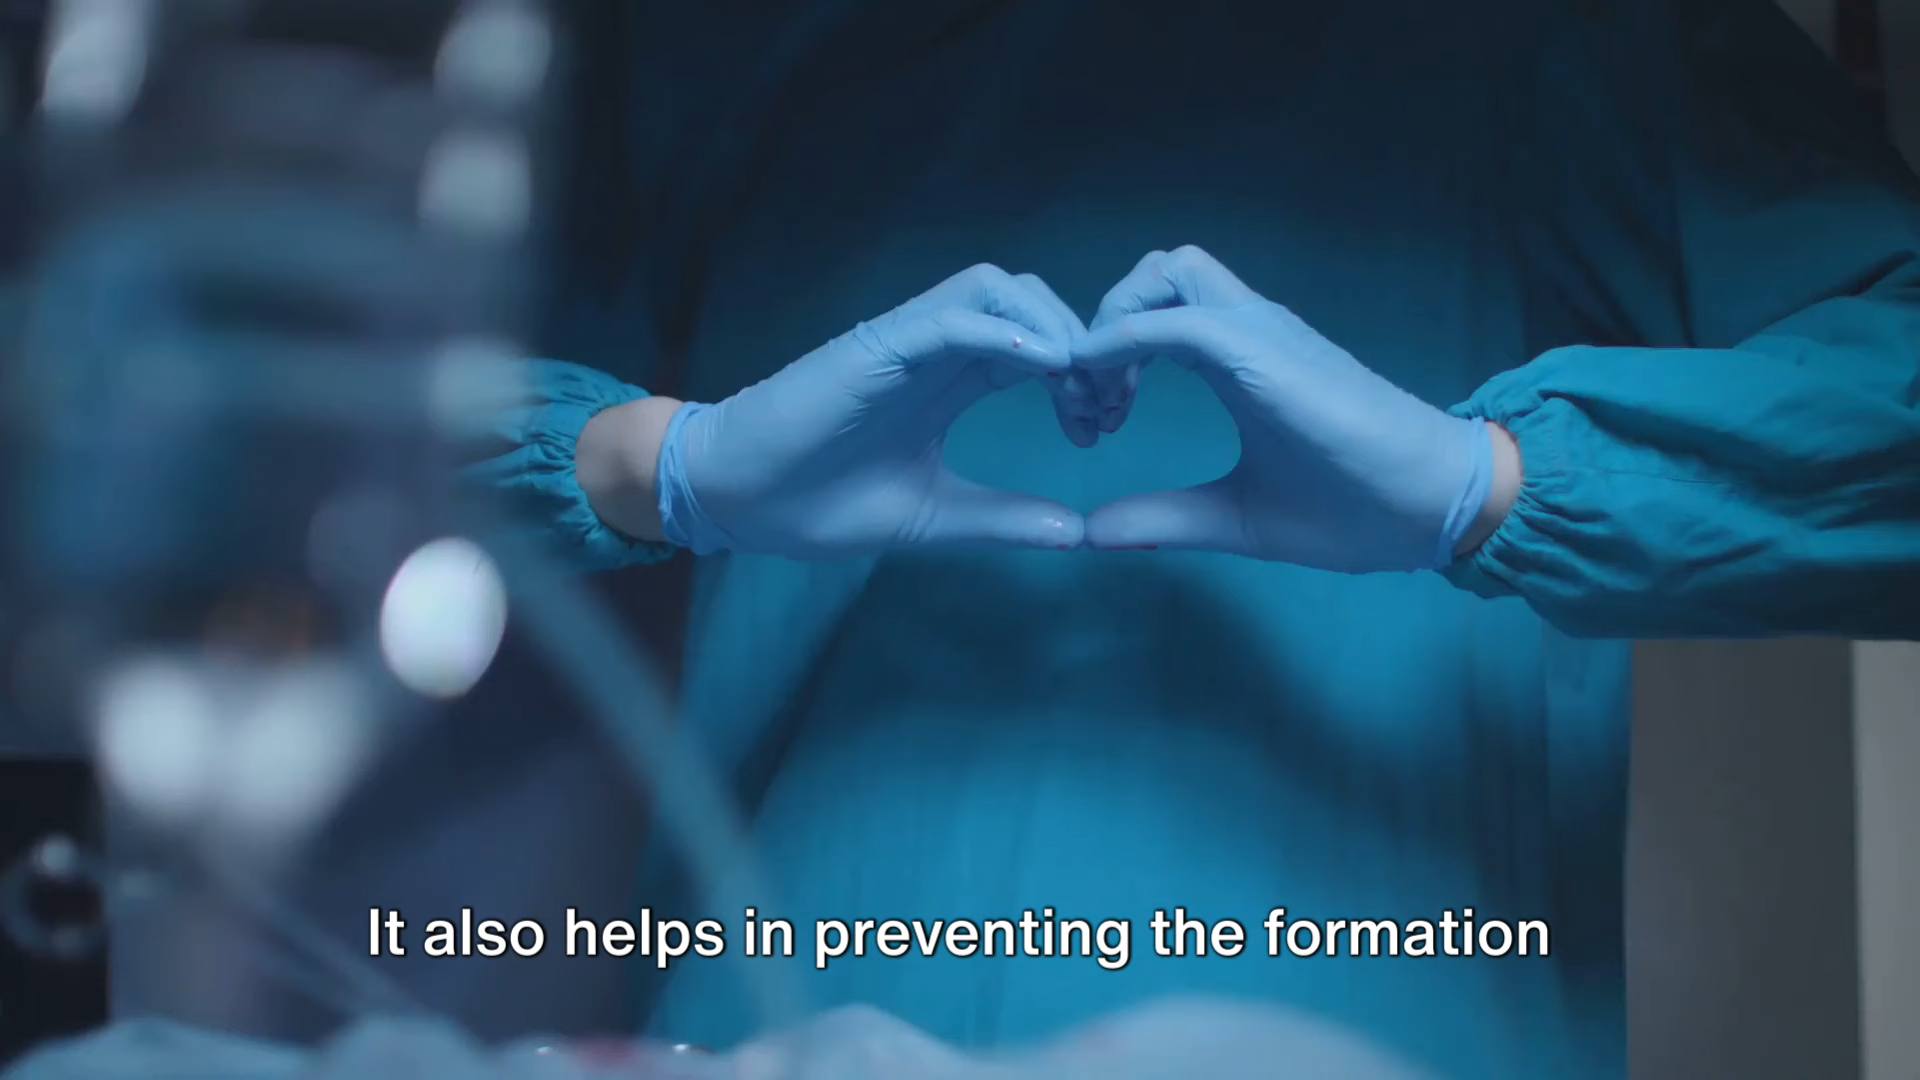 It also helps in preventing the formation